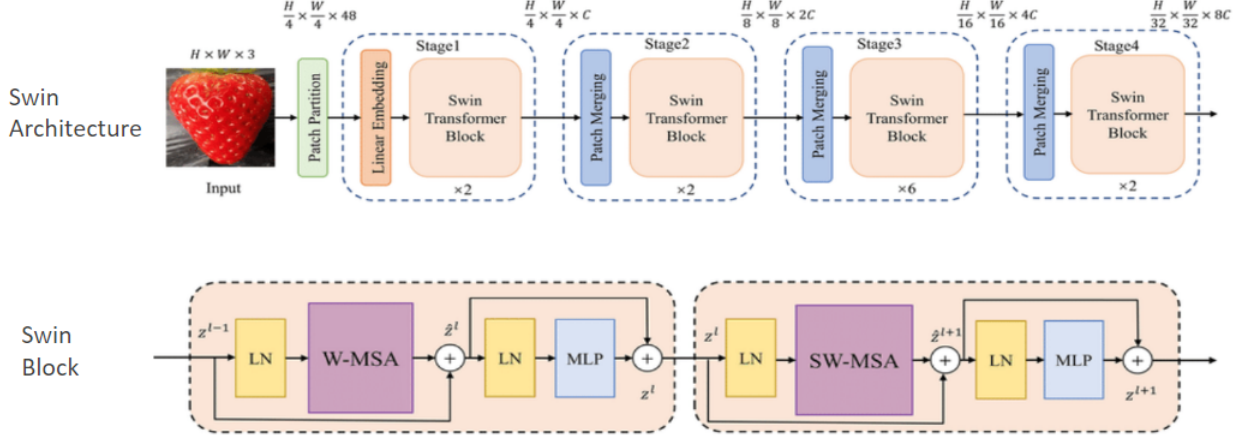 H/4 × W/4 × 48
H/4 × W/4 × C
H/8 × W/8 × 2C
H/16 × W/16 × 4C
H/32 × W/32 × 8C
Swin
Architecture
H × W × 3
Input
Patch Partition
Stage1
Linear Embedding
Swin
Transformer
Block
×2
Stage2
Patch Merging
Swin
Transformer
Block
×2
Stage3
Patch Merging
Swin
Transformer
Block
×6
Stage4
Patch Merging
Swin
Transformer
Block
×2
Swin
Block
z^{l−1}
LN
W-MSA
ẑ^l
+
LN
MLP
+
z^l
z^l
LN
SW-MSA
ẑ^{l+1}
+
LN
MLP
+
z^{l+1}